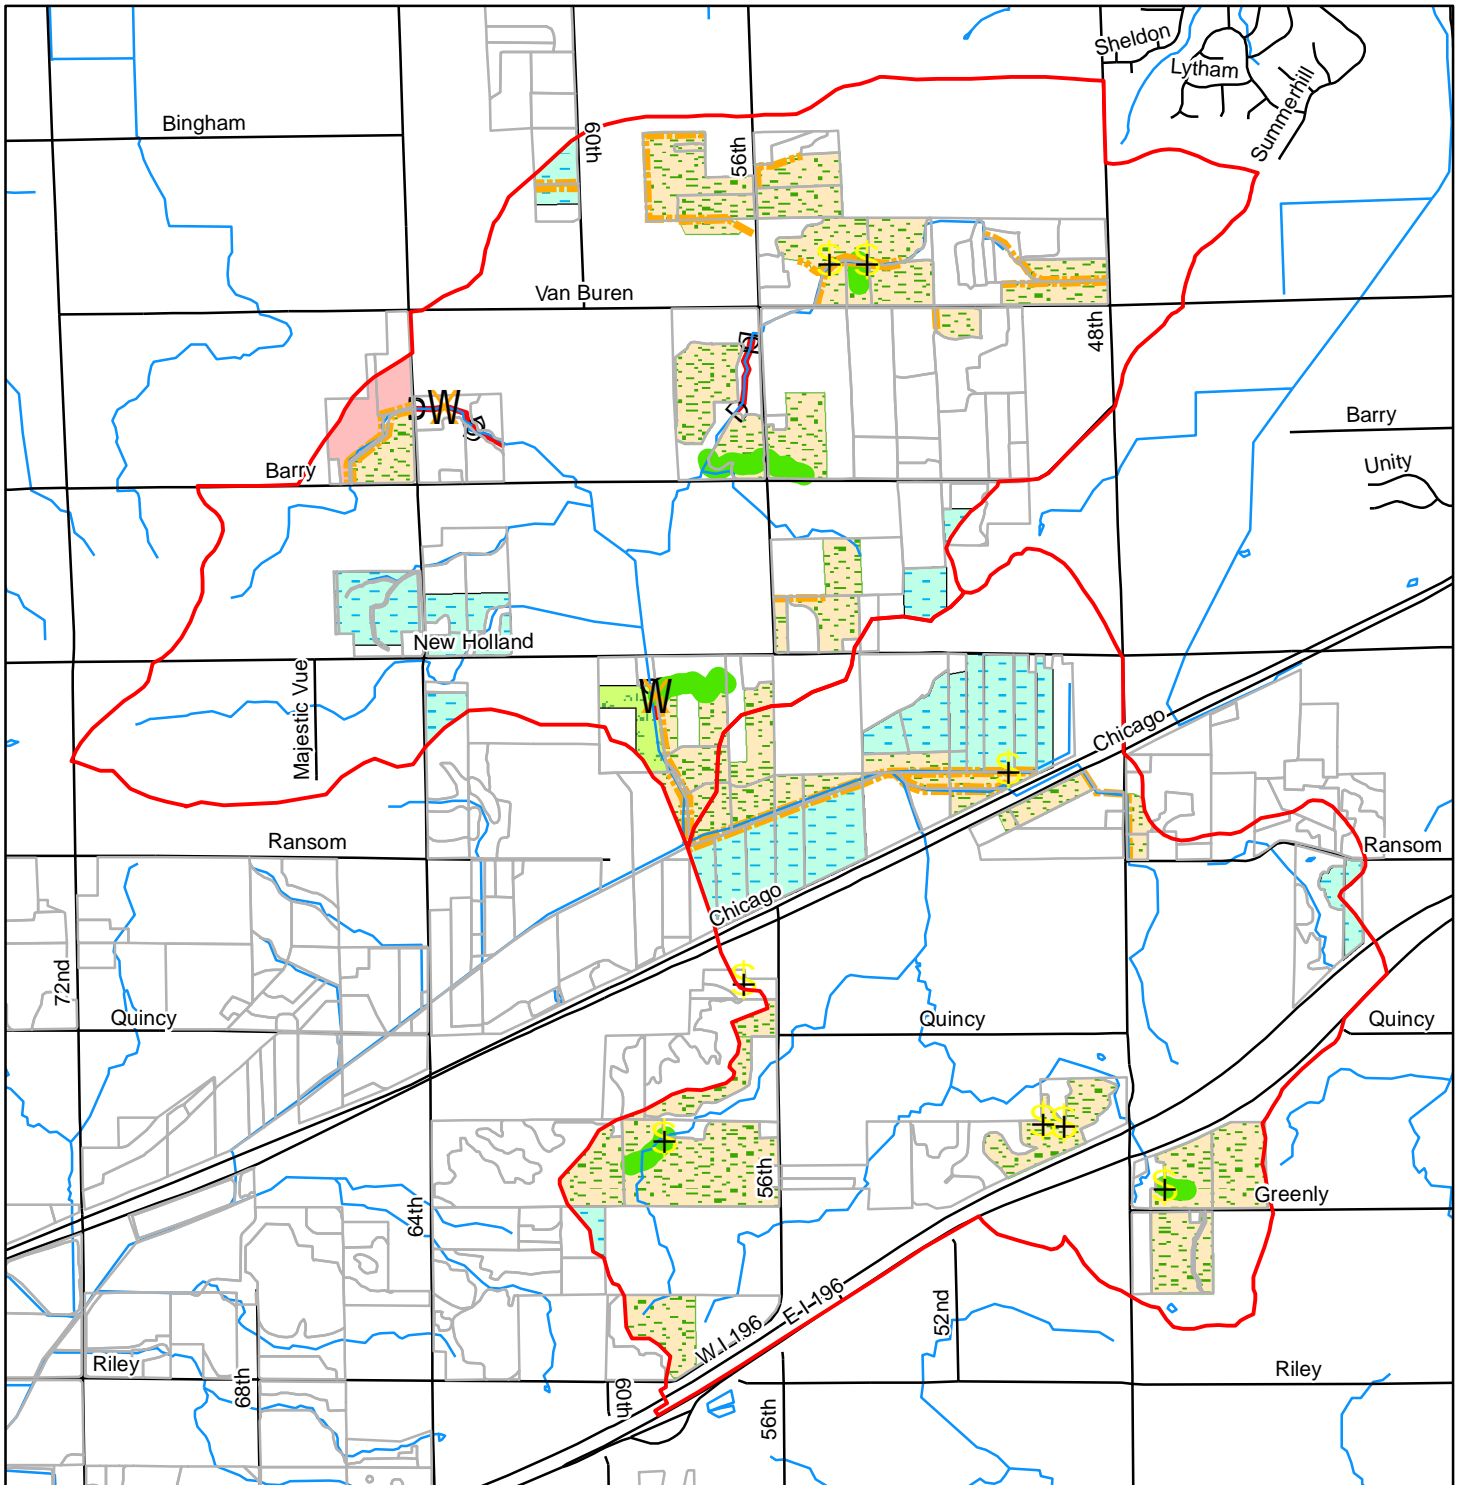 Sheldon
Lytham
Summerhill
Bingham
60th
56th
Van Buren
48th
W
Barry
Barry
Unity
New Holland
Majestic Vue
W
Chicago
Ransom
Ransom
Chicago
72nd
Quincy
Quincy
Quincy
56th
Greenly
64th
W I 196
E-I-196
52nd
Riley
Riley
68th
60th
56th